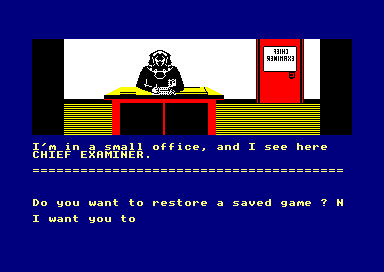 CHIEF
EXAMINER
I'm in a small office, and I see here
CHIEF EXAMINER.
=======================================
Do you want to restore a saved game ? N
I want you to